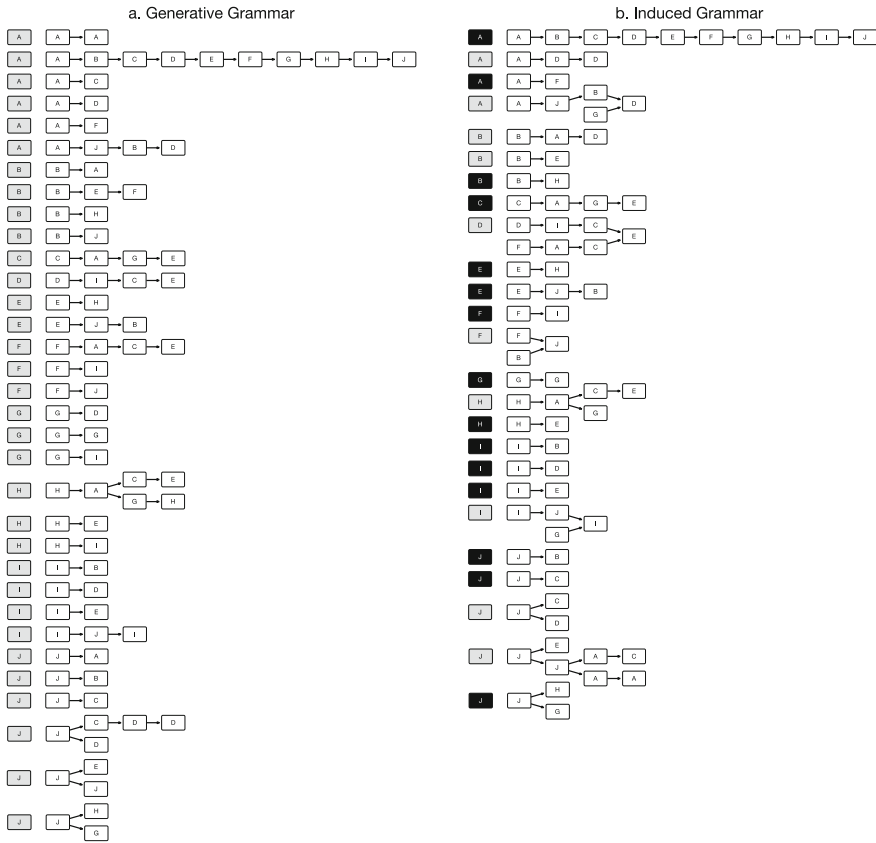 a. Generative Grammar
A A A
A A B C D E F G H I J
A A C
A A D
A A F
A A J B D
B B A
B B E F
B B H
B B J
C C A G E
D D I C E
E E H
E E J B
F F A C E
F F I
F F J
G G D
G G G
G G I
C E
H H A
G H
H H E
H H I
I I B
I I D
I I E
I I J I
J J A
J J B
J J C
C D D
J J
D
E
J J
J
H
J J
G
b. Induced Grammar
A A B C D E F G H I J
A A D D
A A F
B
A A J D
G
B B A D
B B E
B B H
C C A G E
D D I C
E
F A C
E E H
E E J B
F F I
F F
J
B
G G G
C E
H H A
G
H H E
I I B
I I D
I I E
I I J
I
G
J J B
J J C
C
J J
D
E
J J
J A C
A A
H
J J
G